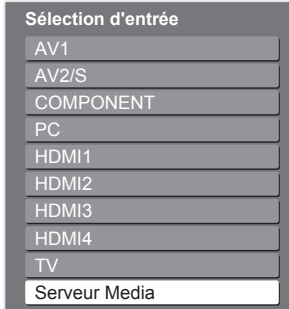 Sélection d'entrée
AV1
AV2/S
COMPONENT
PC
HDMI1
HDMI2
HDMI3
HDMI4
TV
Serveur Media